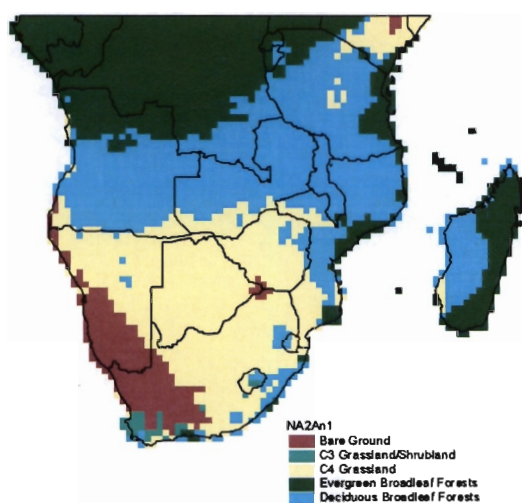 NA2An1
Bare Ground
C3 Grassland/Shrubland
C4 Grassland
Evergreen Broadleaf Forests
Deciduous Broadleaf Forests